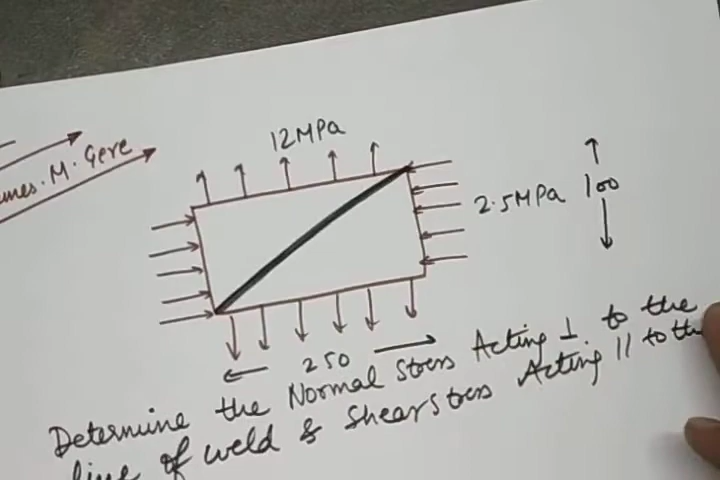 M. Gere
12MPa
2.5MPa
100
250
Determine the Normal Stress Acting ⊥ to the
line of weld & Shear stress Acting || to the